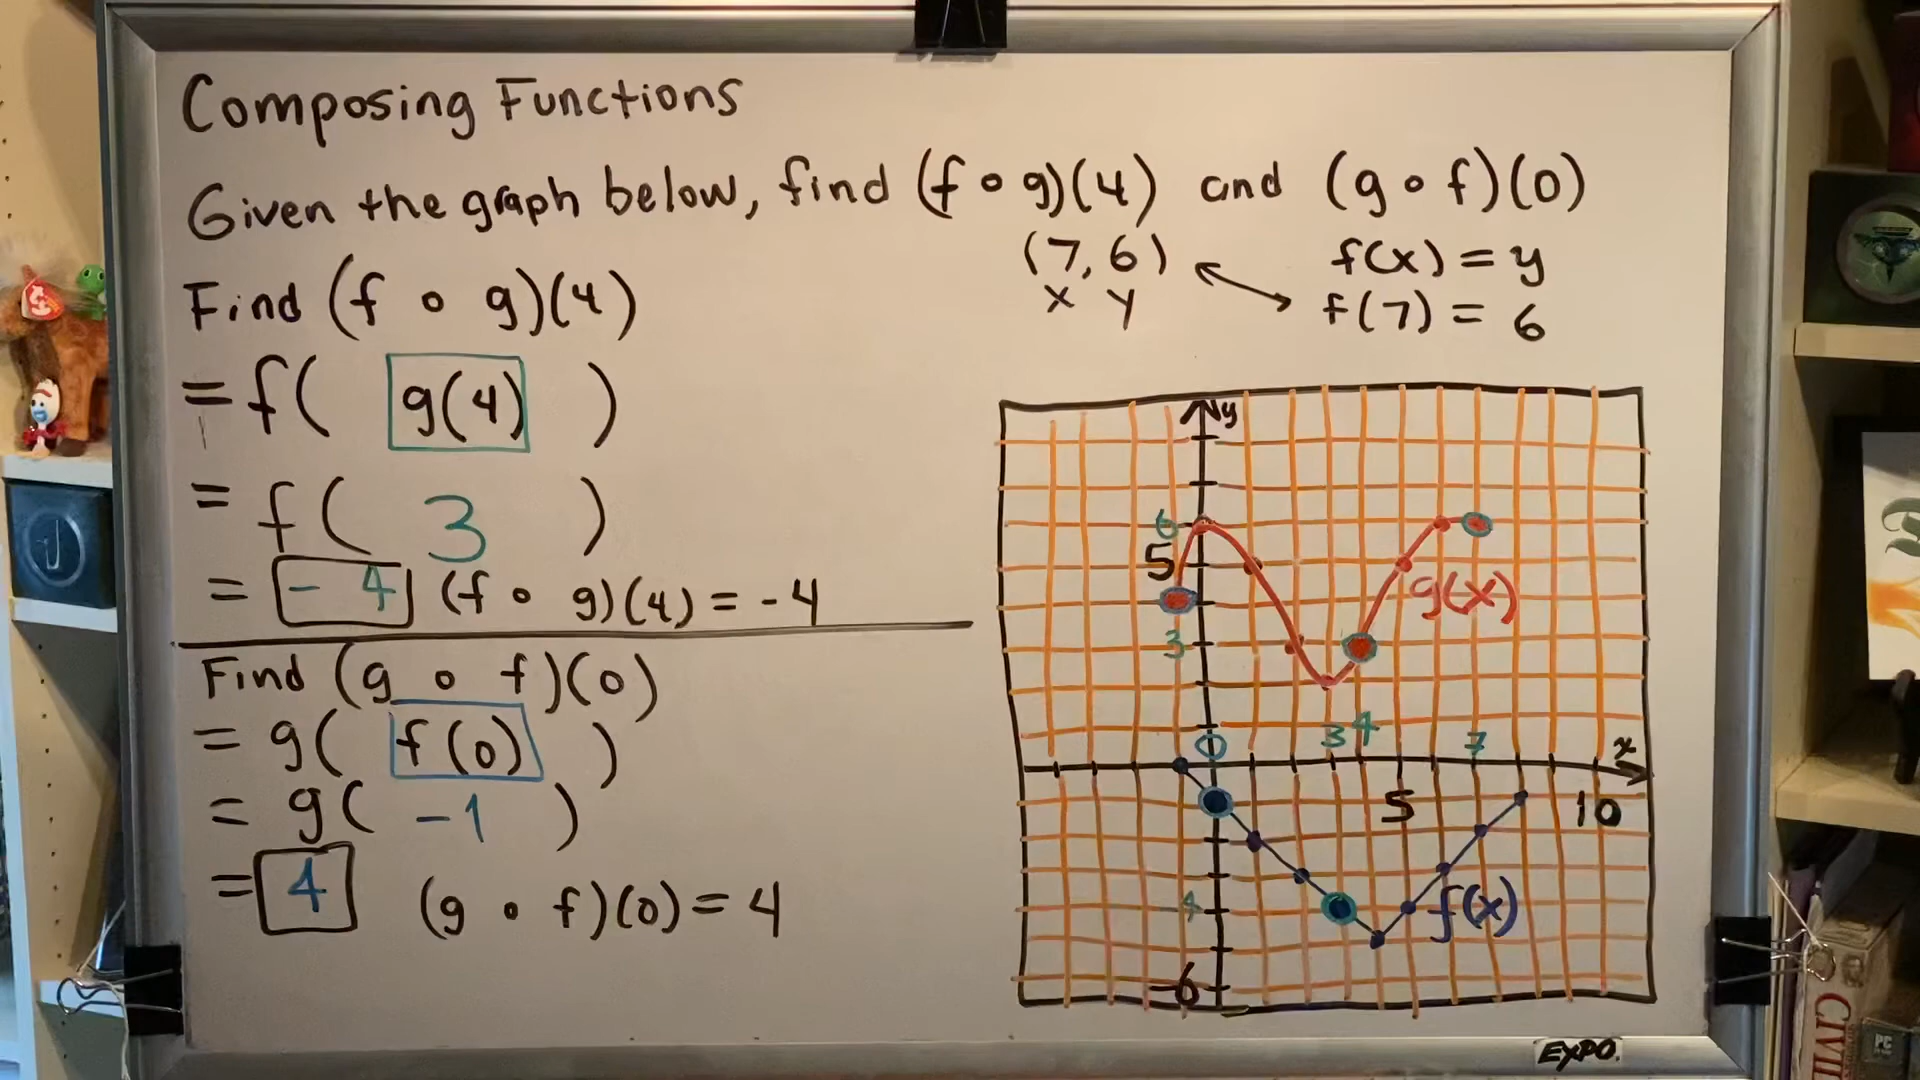 Composing Functions
Given the graph below, find (f ∘ g)(4) and (g ∘ f)(0)
(7, 6)
x y
f(x) = y
f(7) = 6
Find (f ∘ g)(4)
= f( g(4) )
= f( 3 )
= -4 (f ∘ g)(4) = -4
Find (g ∘ f)(0)
= g( f(0) )
= g( -1 )
= 4 (g ∘ f)(0) = 4
y
6
5
g(x)
3
0 3 4 7 x
5 10
4 f(x)
-6
EXPO.
CIVIL
PC